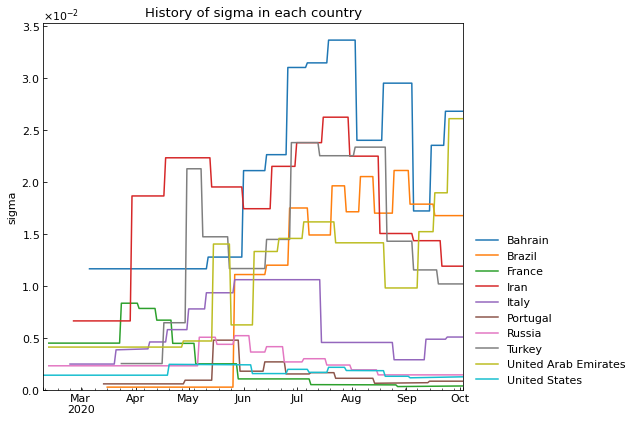 History of sigma in each country
×10⁻²
3.5
3.0
2.5
2.0
1.5
1.0
0.5
0.0
sigma
Mar Apr May Jun Jul Aug Sep Oct
2020
Bahrain
Brazil
France
Iran
Italy
Portugal
Russia
Turkey
United Arab Emirates
United States